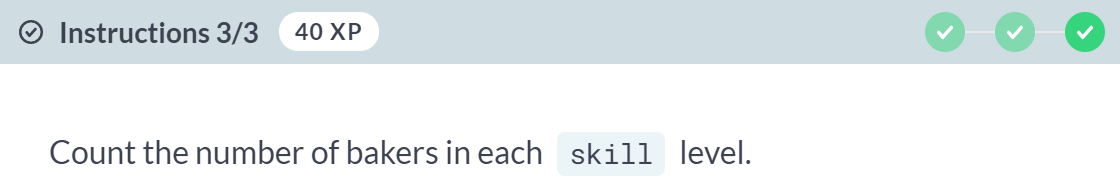 Instructions 3/3 40 XP
Count the number of bakers in each skill level.